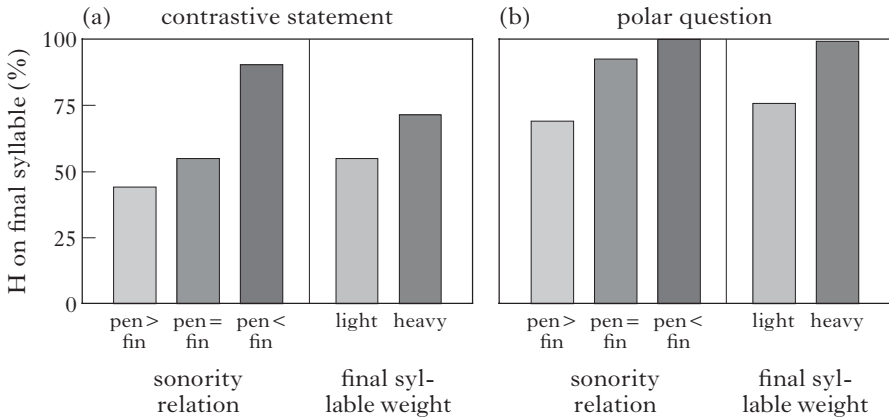 (a) contrastive statement
(b) polar question
H on final syllable (%)
100
75
50
25
0
pen> fin
pen= fin
pen< fin
light
heavy
sonority
relation
final syl-
lable weight
pen> fin
pen= fin
pen< fin
light
heavy
sonority
relation
final syl-
lable weight